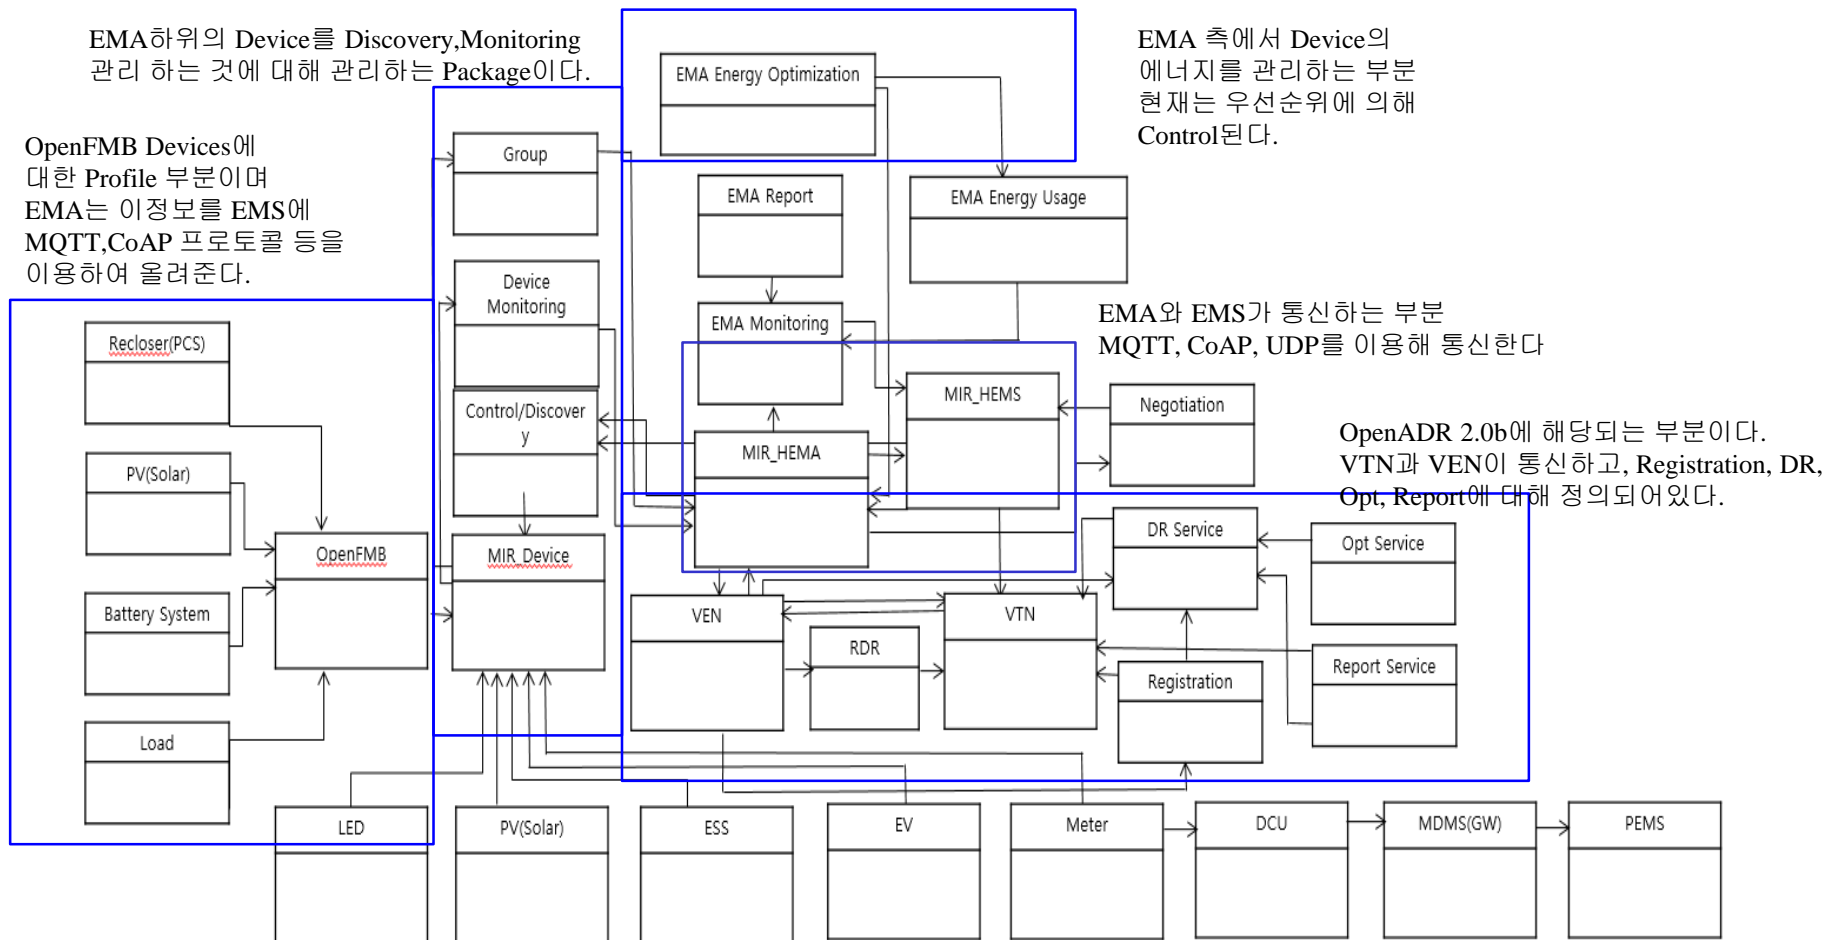 EMA하위의 Device를 Discovery,Monitoring
관리 하는 것에 대해 관리하는 Package이다.
EMA 측에서 Device의
에너지를 관리하는 부분
현재는 우선순위에 의해
Control된다.
OpenFMB Devices에
대한 Profile 부분이며
EMA는 이정보를 EMS에
MQTT,CoAP 프로토콜 등을
이용하여 올려준다.
EMA Energy Optimization
Group
EMA Report
EMA Energy Usage
Device
Monitoring
EMA Monitoring
EMA와 EMS가 통신하는 부분
MQTT, CoAP, UDP를 이용해 통신한다
Recloser(PCS)
Control/Discover
y
MIR_HEMS
Negotiation
MIR_HEMA
OpenADR 2.0b에 해당되는 부분이다.
VTN과 VEN이 통신하고, Registration, DR,
Opt, Report에 대해 정의되어있다.
PV(Solar)
OpenFMB
MIR_Device
DR Service
Opt Service
Battery System
VEN
RDR
VTN
Registration
Report Service
Load
LED
PV(Solar)
ESS
EV
Meter
DCU
MDMS(GW)
PEMS